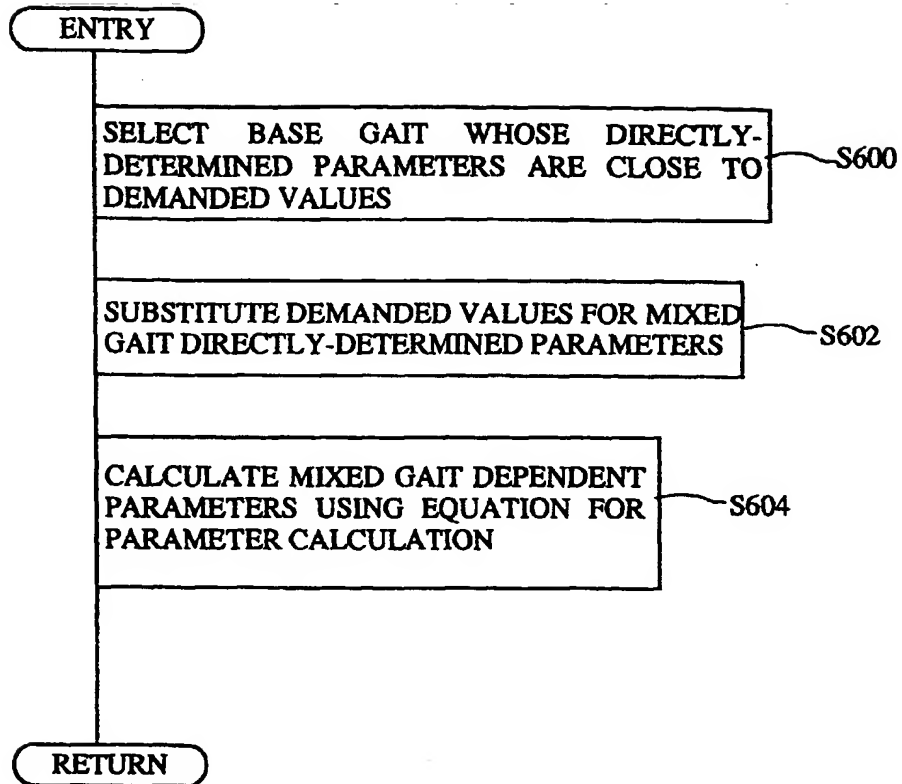 ENTRY
SELECT BASE GAIT WHOSE DIRECTLY-
DETERMINED PARAMETERS ARE CLOSE TO
DEMANDED VALUES
S600
SUBSTITUTE DEMANDED VALUES FOR MIXED
GAIT DIRECTLY-DETERMINED PARAMETERS
S602
CALCULATE MIXED GAIT DEPENDENT
PARAMETERS USING EQUATION FOR
PARAMETER CALCULATION
S604
RETURN